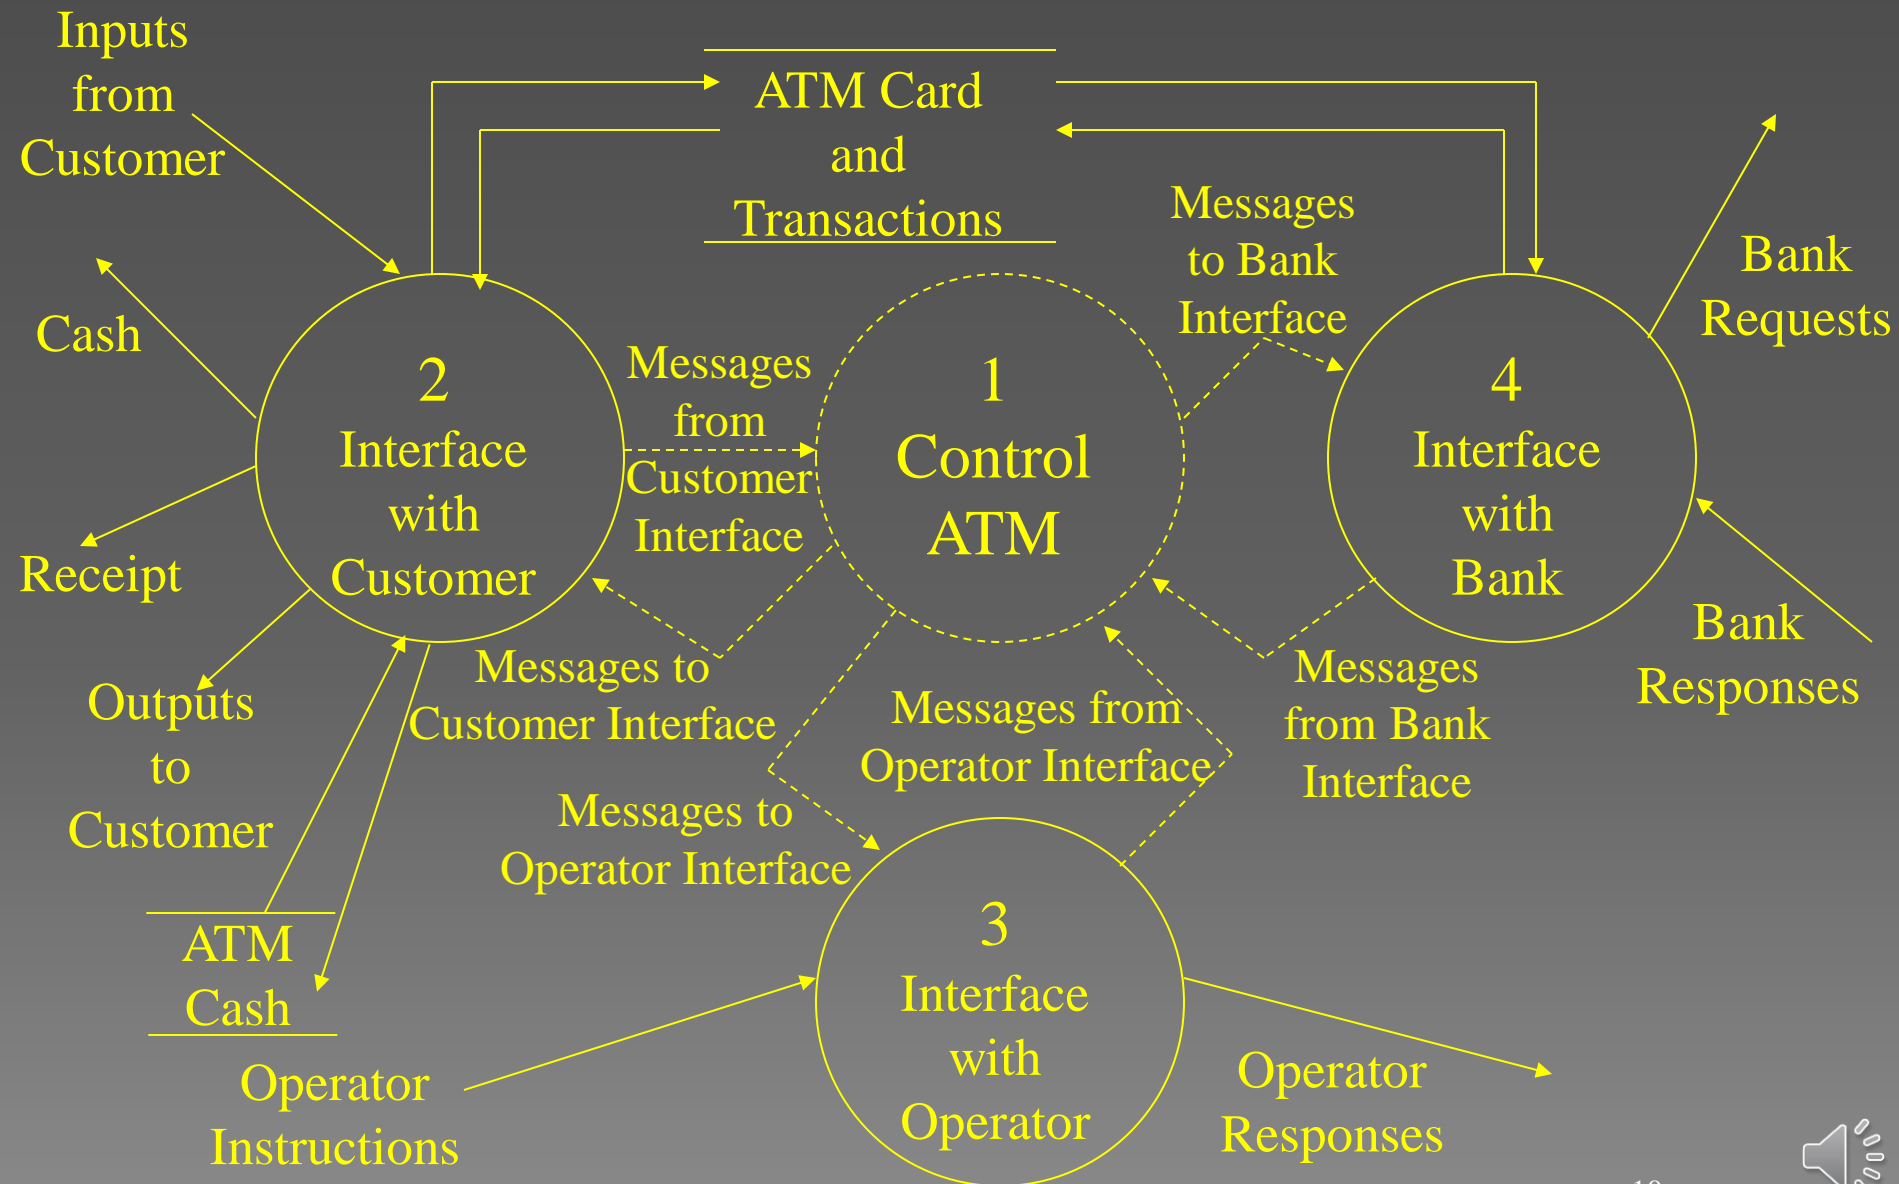 Inputs
from
Customer
ATM Card
and
Transactions
Messages
to Bank
Interface
Bank
Requests
Cash
2
Interface
with
Customer
Messages
from
Customer
Interface
1
Control
ATM
4
Interface
with
Bank
Receipt
Bank
Responses
Outputs
to
Customer
Messages to
Customer Interface
Messages from
Operator Interface
Messages
from Bank
Interface
Messages to
Operator Interface
ATM
Cash
3
Interface
with
Operator
Operator
Instructions
Operator
Responses